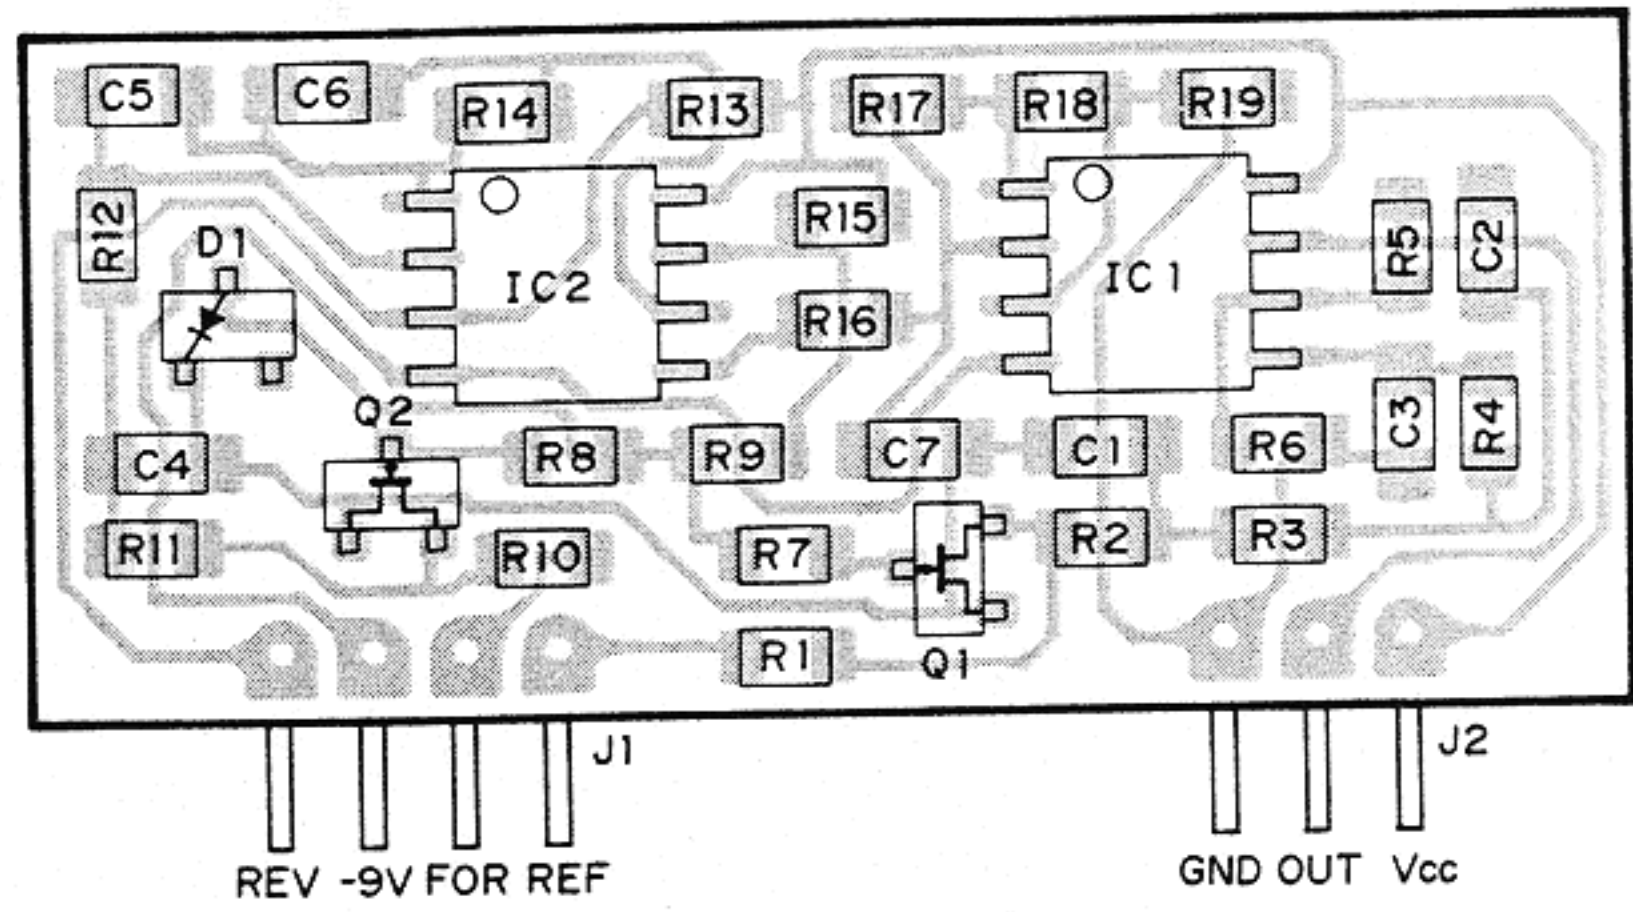 C5 C6 R14 R13 R17 R18 R19
R12 D1 IC2 R15 R16 IC1 R5 C2
Q2
C4 R8 R9 C7 C1 R6 C3 R4
R11 R10 R7 R2 R3
R1 Q1
J1 J2
REV -9V FOR REF GND OUT Vcc